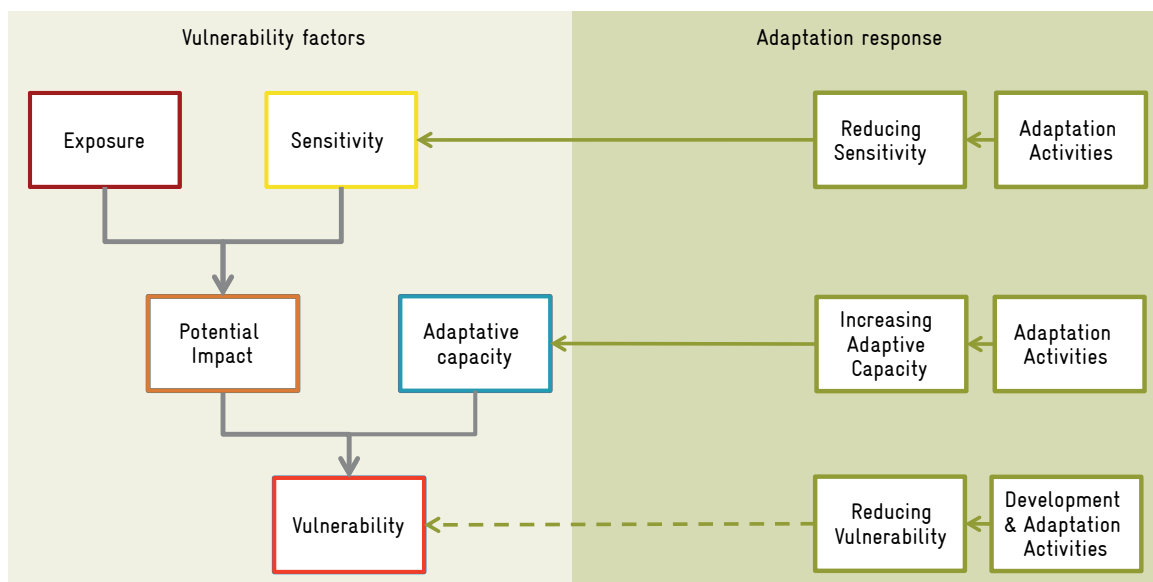 Vulnerability factors
Adaptation response
Exposure
Sensitivity
Reducing
Sensitivity
Adaptation
Activities
Potential
Impact
Adaptative
capacity
Increasing
Adaptive
Capacity
Adaptation
Activities
Vulnerability
Reducing
Vulnerability
Development
& Adaptation
Activities